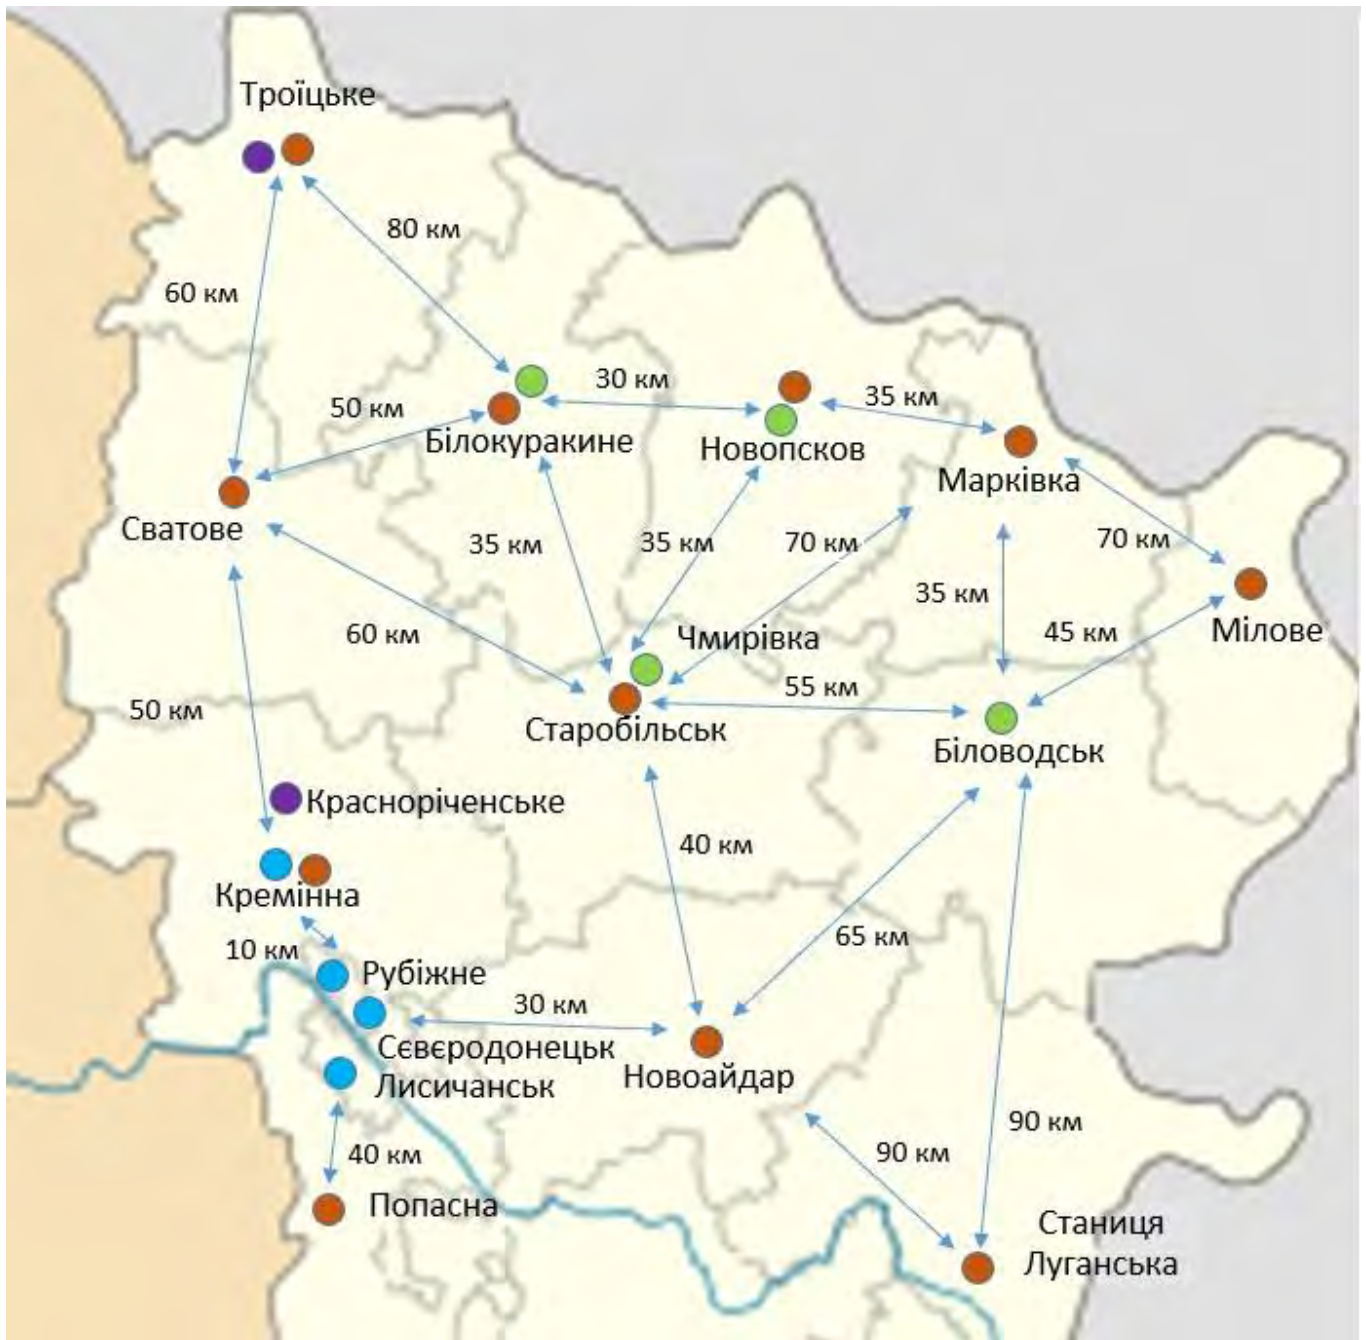 Троїцьке
80 км
60 км
30 км
35 км
50 км
Білокуракине
Новопсков
Марківка
Сватове
35 км
35 км
70 км
70 км
35 км
60 км
Чмирівка
45 км
Мілове
55 км
50 км
Старобільськ
Біловодськ
Красноріченське
40 км
Кремінна
10 км
65 км
Рубіжне
30 км
Сєвєродонецьк
Новоайдар
Лисичанськ
40 км
90 км
90 км
Попасна
Станиця
Луганська